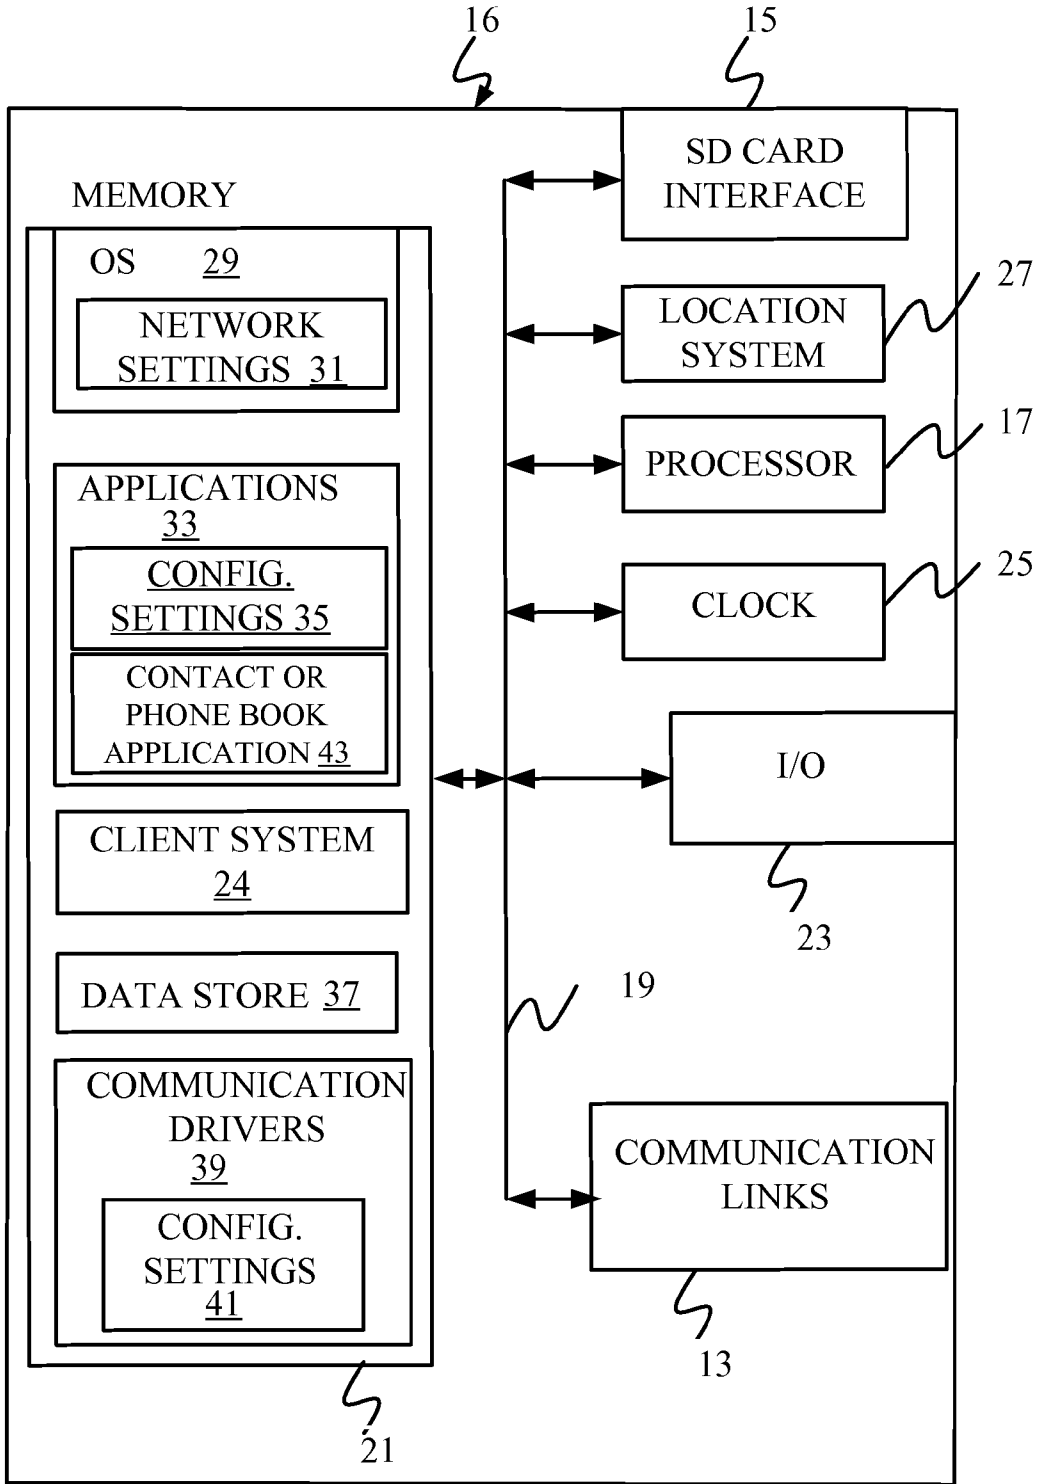 16
15
SD CARD
INTERFACE
MEMORY
OS 29
NETWORK
SETTINGS 31
27
LOCATION
SYSTEM
17
PROCESSOR
APPLICATIONS
33
CONFIG.
SETTINGS 35
25
CLOCK
CONTACT OR
PHONE BOOK
APPLICATION 43
I/O
CLIENT SYSTEM
24
23
DATA STORE 37
19
COMMUNICATION
DRIVERS
39
CONFIG.
SETTINGS
41
COMMUNICATION
LINKS
13
21